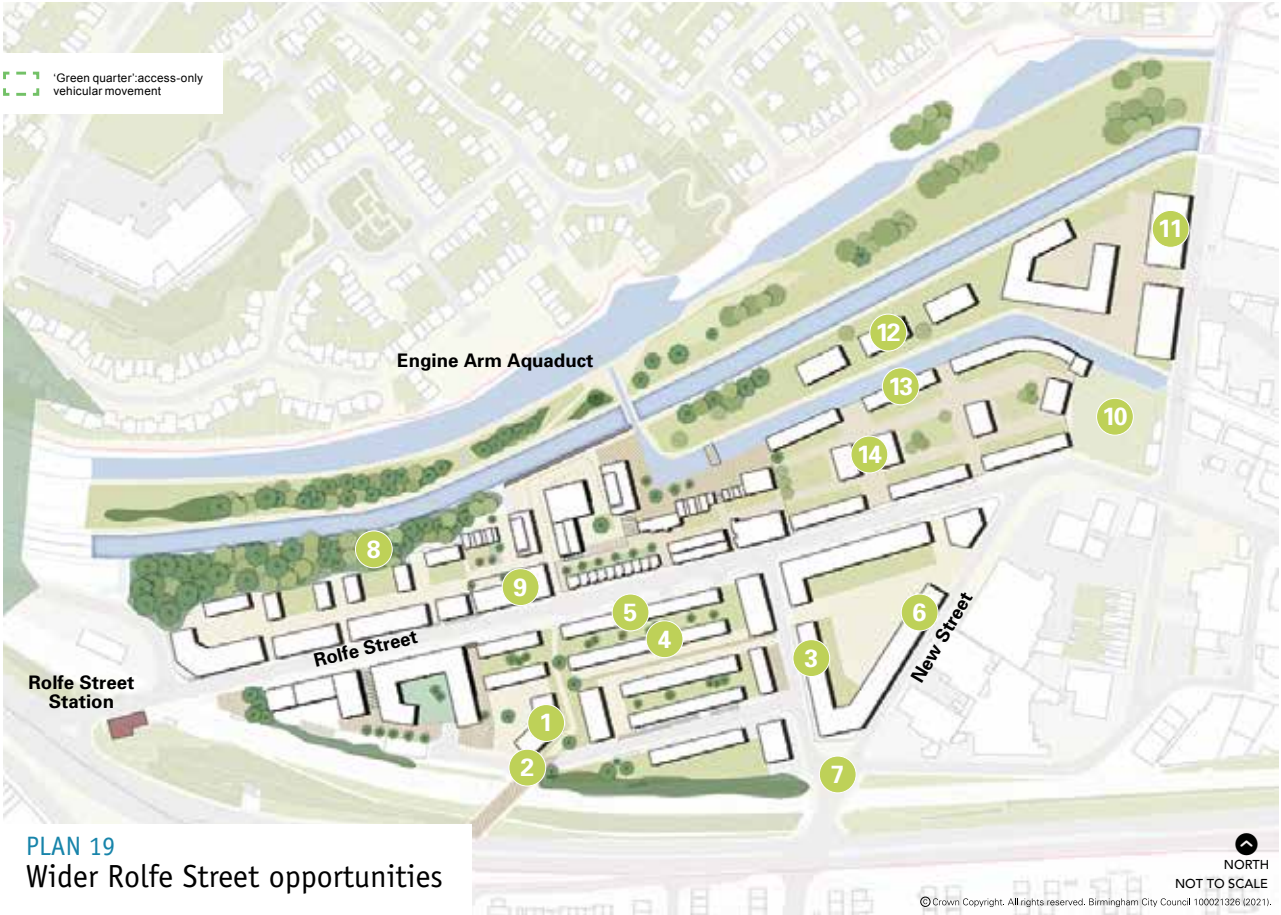 'Green quarter':access-only
vehicular movement
Engine Arm Aquaduct
11
12
13
10
14
8
9
5
4
6
3
Rolfe Street
New Street
Rolfe Street
Station
1
2
7
PLAN 19
Wider Rolfe Street opportunities
NORTH
NOT TO SCALE
© Crown Copyright. All rights reserved. Birmingham City Council 100021326 (2021).